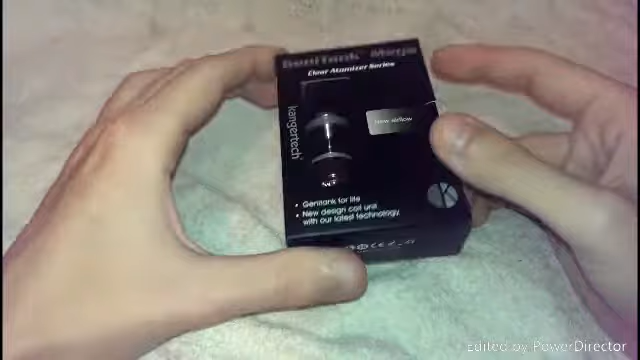 GeniTank Mega
Clear Atomizer Series
kangertech
New airflow
• Genitank for life
• New design coil unit
with our latest technology.
K
Edited by PowerDirector